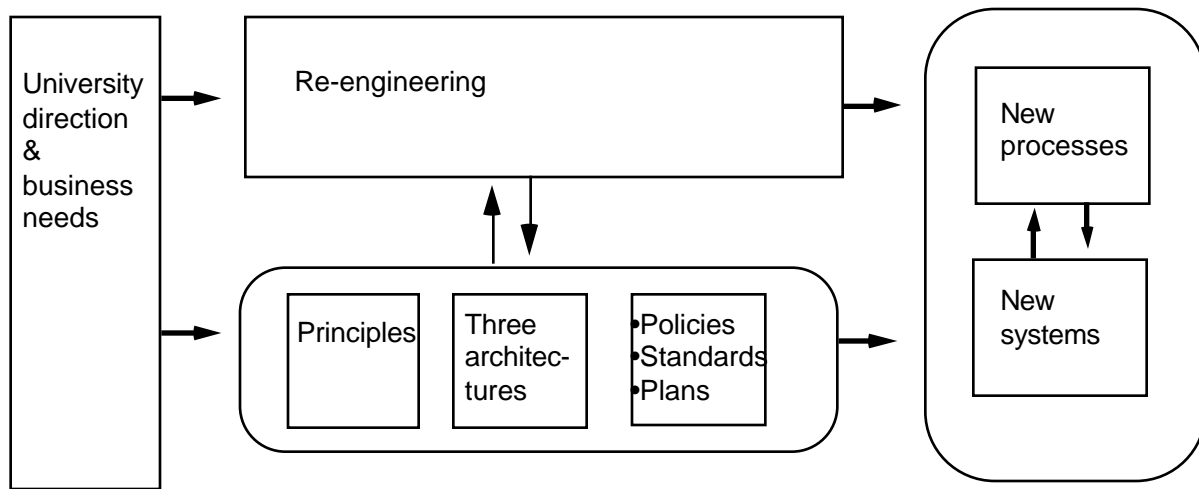 University
direction
&
business
needs
Re-engineering
New
processes
Principles
Three
architec-
tures
•Policies
•Standards
•Plans
New
systems